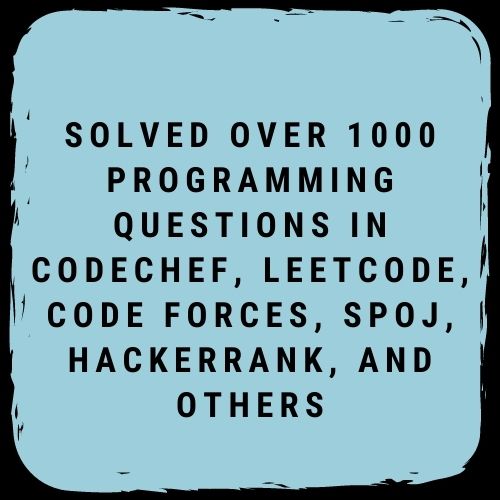 SOLVED OVER 1000
PROGRAMMING
QUESTIONS IN
CODECHEF, LEETCODE,
CODE FORCES, SPOJ,
HACKERRANK, AND
OTHERS